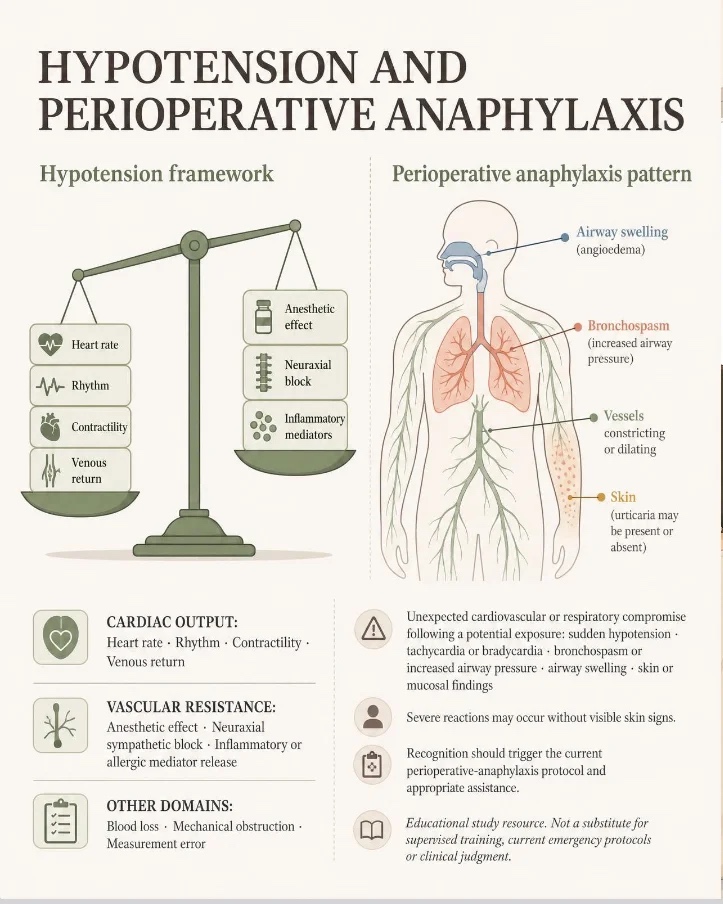 HYPOTENSION AND
PERIOPERATIVE ANAPHYLAXIS
Hypotension framework
Heart rate
Rhythm
Contractility
Venous
return
Anesthetic
effect
Neuraxial
block
Inflammatory
mediators
Perioperative anaphylaxis pattern
Airway swelling
(angioedema)
Bronchospasm
(increased airway
pressure)
Vessels
constricting
or dilating
Skin
(urticaria may
be present or
absent)
CARDIAC OUTPUT:
Heart rate · Rhythm · Contractility ·
Venous return
VASCULAR RESISTANCE:
Anesthetic effect · Neuraxial
sympathetic block · Inflammatory or
allergic mediator release
OTHER DOMAINS:
Blood loss · Mechanical obstruction ·
Measurement error
Unexpected cardiovascular or respiratory compromise
following a potential exposure: sudden hypotension ·
tachycardia or bradycardia · bronchospasm or
increased airway pressure · airway swelling · skin or
mucosal findings
Severe reactions may occur without visible skin signs.
Recognition should trigger the current
perioperative-anaphylaxis protocol and
appropriate assistance.
Educational study resource. Not a substitute for
supervised training, current emergency protocols
or clinical judgment.